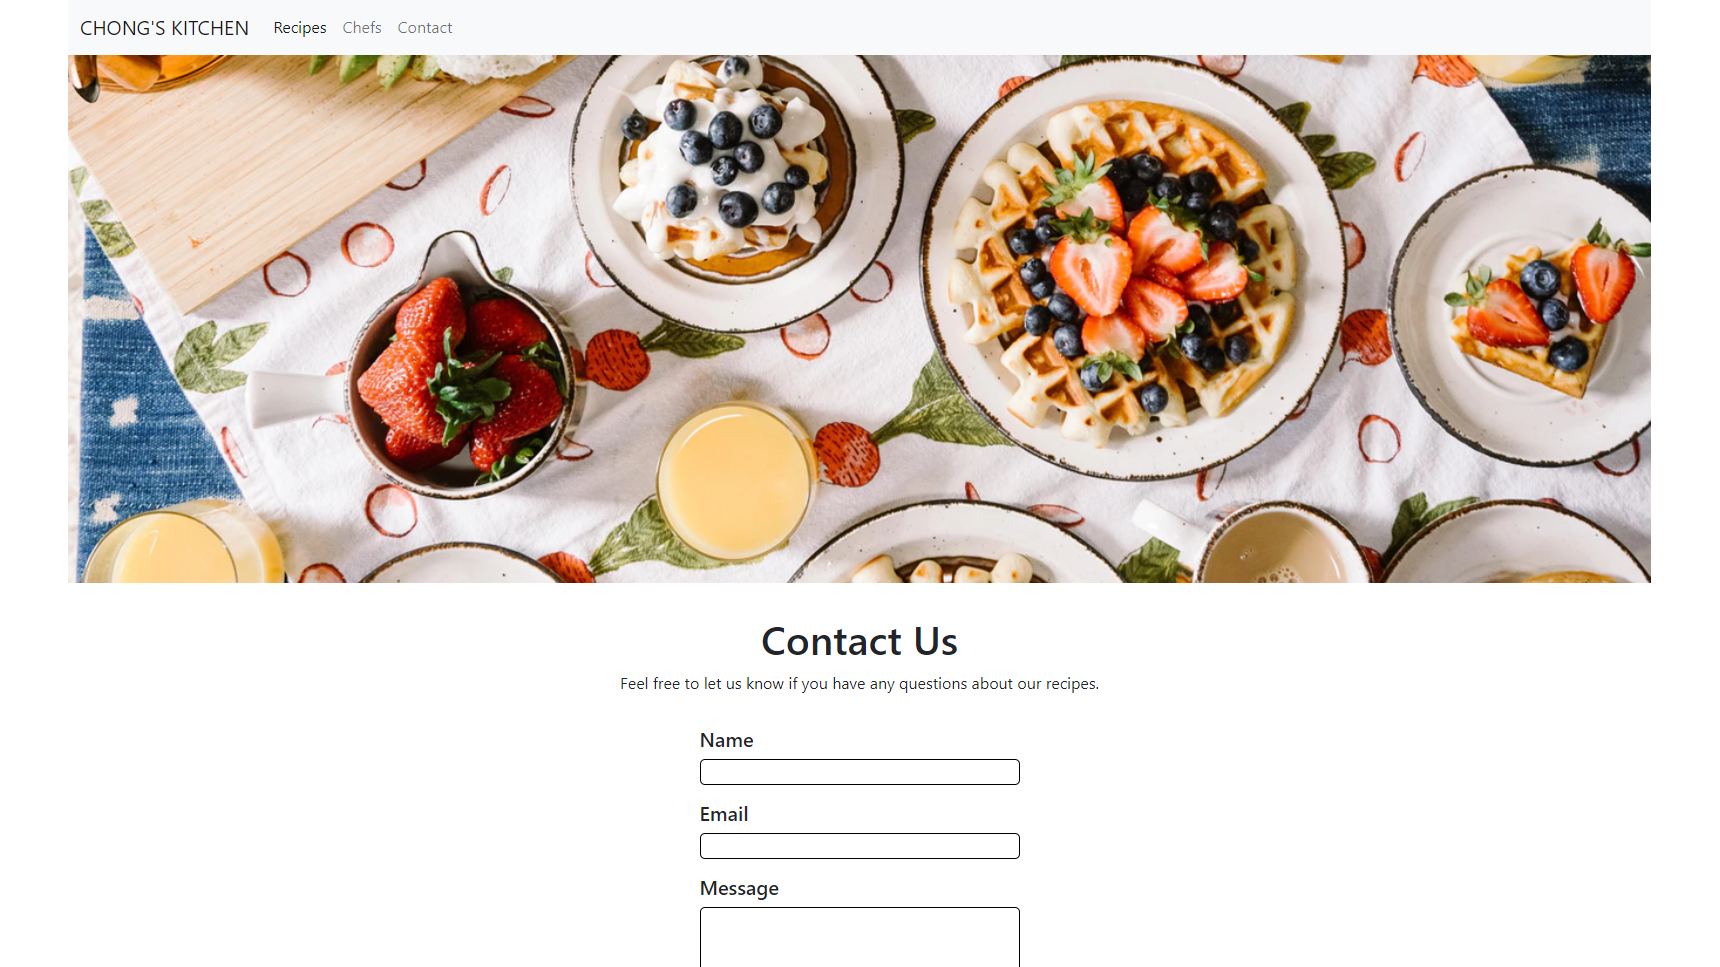 CHONG'S KITCHEN Recipes Chefs Contact
Contact Us
Feel free to let us know if you have any questions about our recipes.
Name
Email
Message